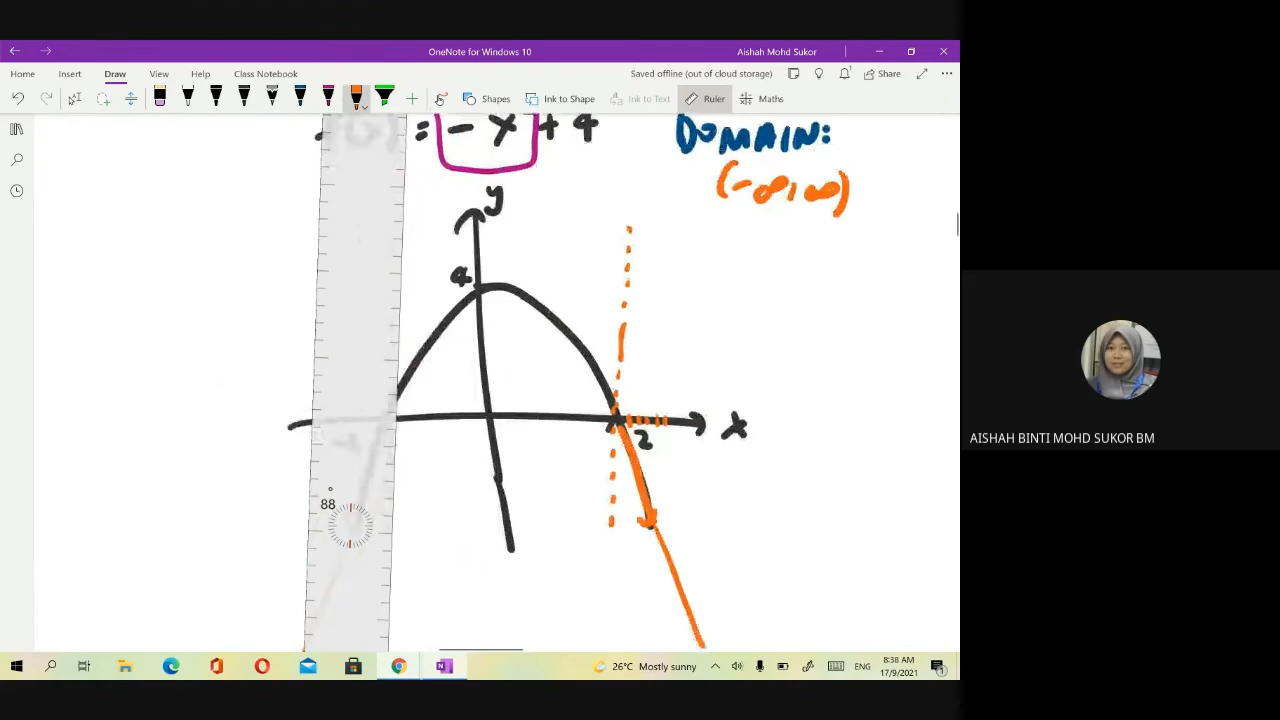 OneNote for Windows 10
Aishah Mohd Sukor
Home Insert Draw View Help Class Notebook
Saved offline (out of cloud storage)
Share
Shapes Ink to Shape Ink to Text Ruler Maths
= - x + 4
DOMAIN:
(-∞, ∞)
y
4
2
x
88°
AISHAH BINTI MOHD SUKOR BM
26°C Mostly sunny
ENG
8:38 AM
17/9/2021
1